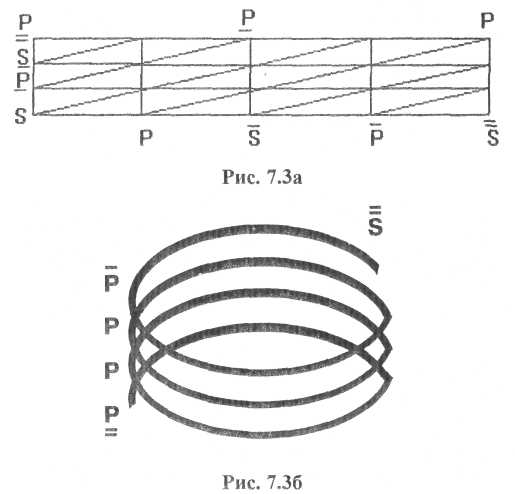 P P̲ P
S̿
P̲̅
S
P S̅ P̅ S̿
Рис. 7.3а
S̿
P̅
P
P
P̳
Рис. 7.3б